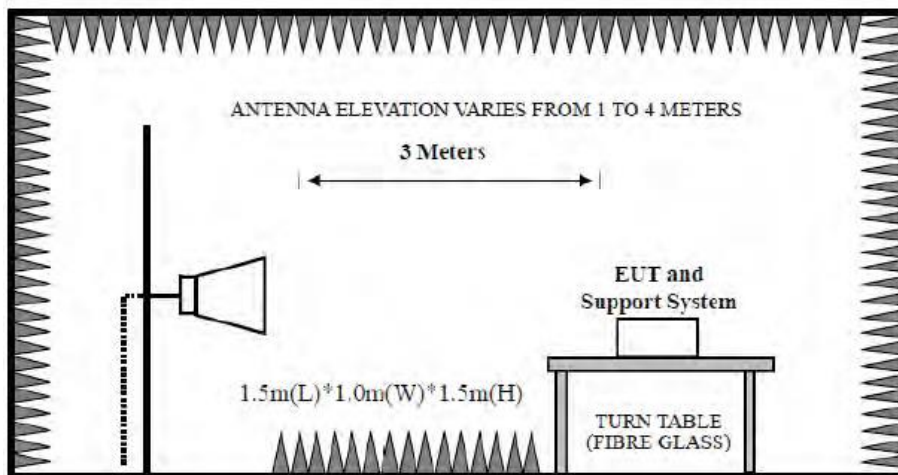 ANTENNA ELEVATION VARIES FROM 1 TO 4 METERS
3 Meters
EUT and
Support System
1.5m(L)*1.0m(W)*1.5m(H)
TURN TABLE
(FIBRE GLASS)